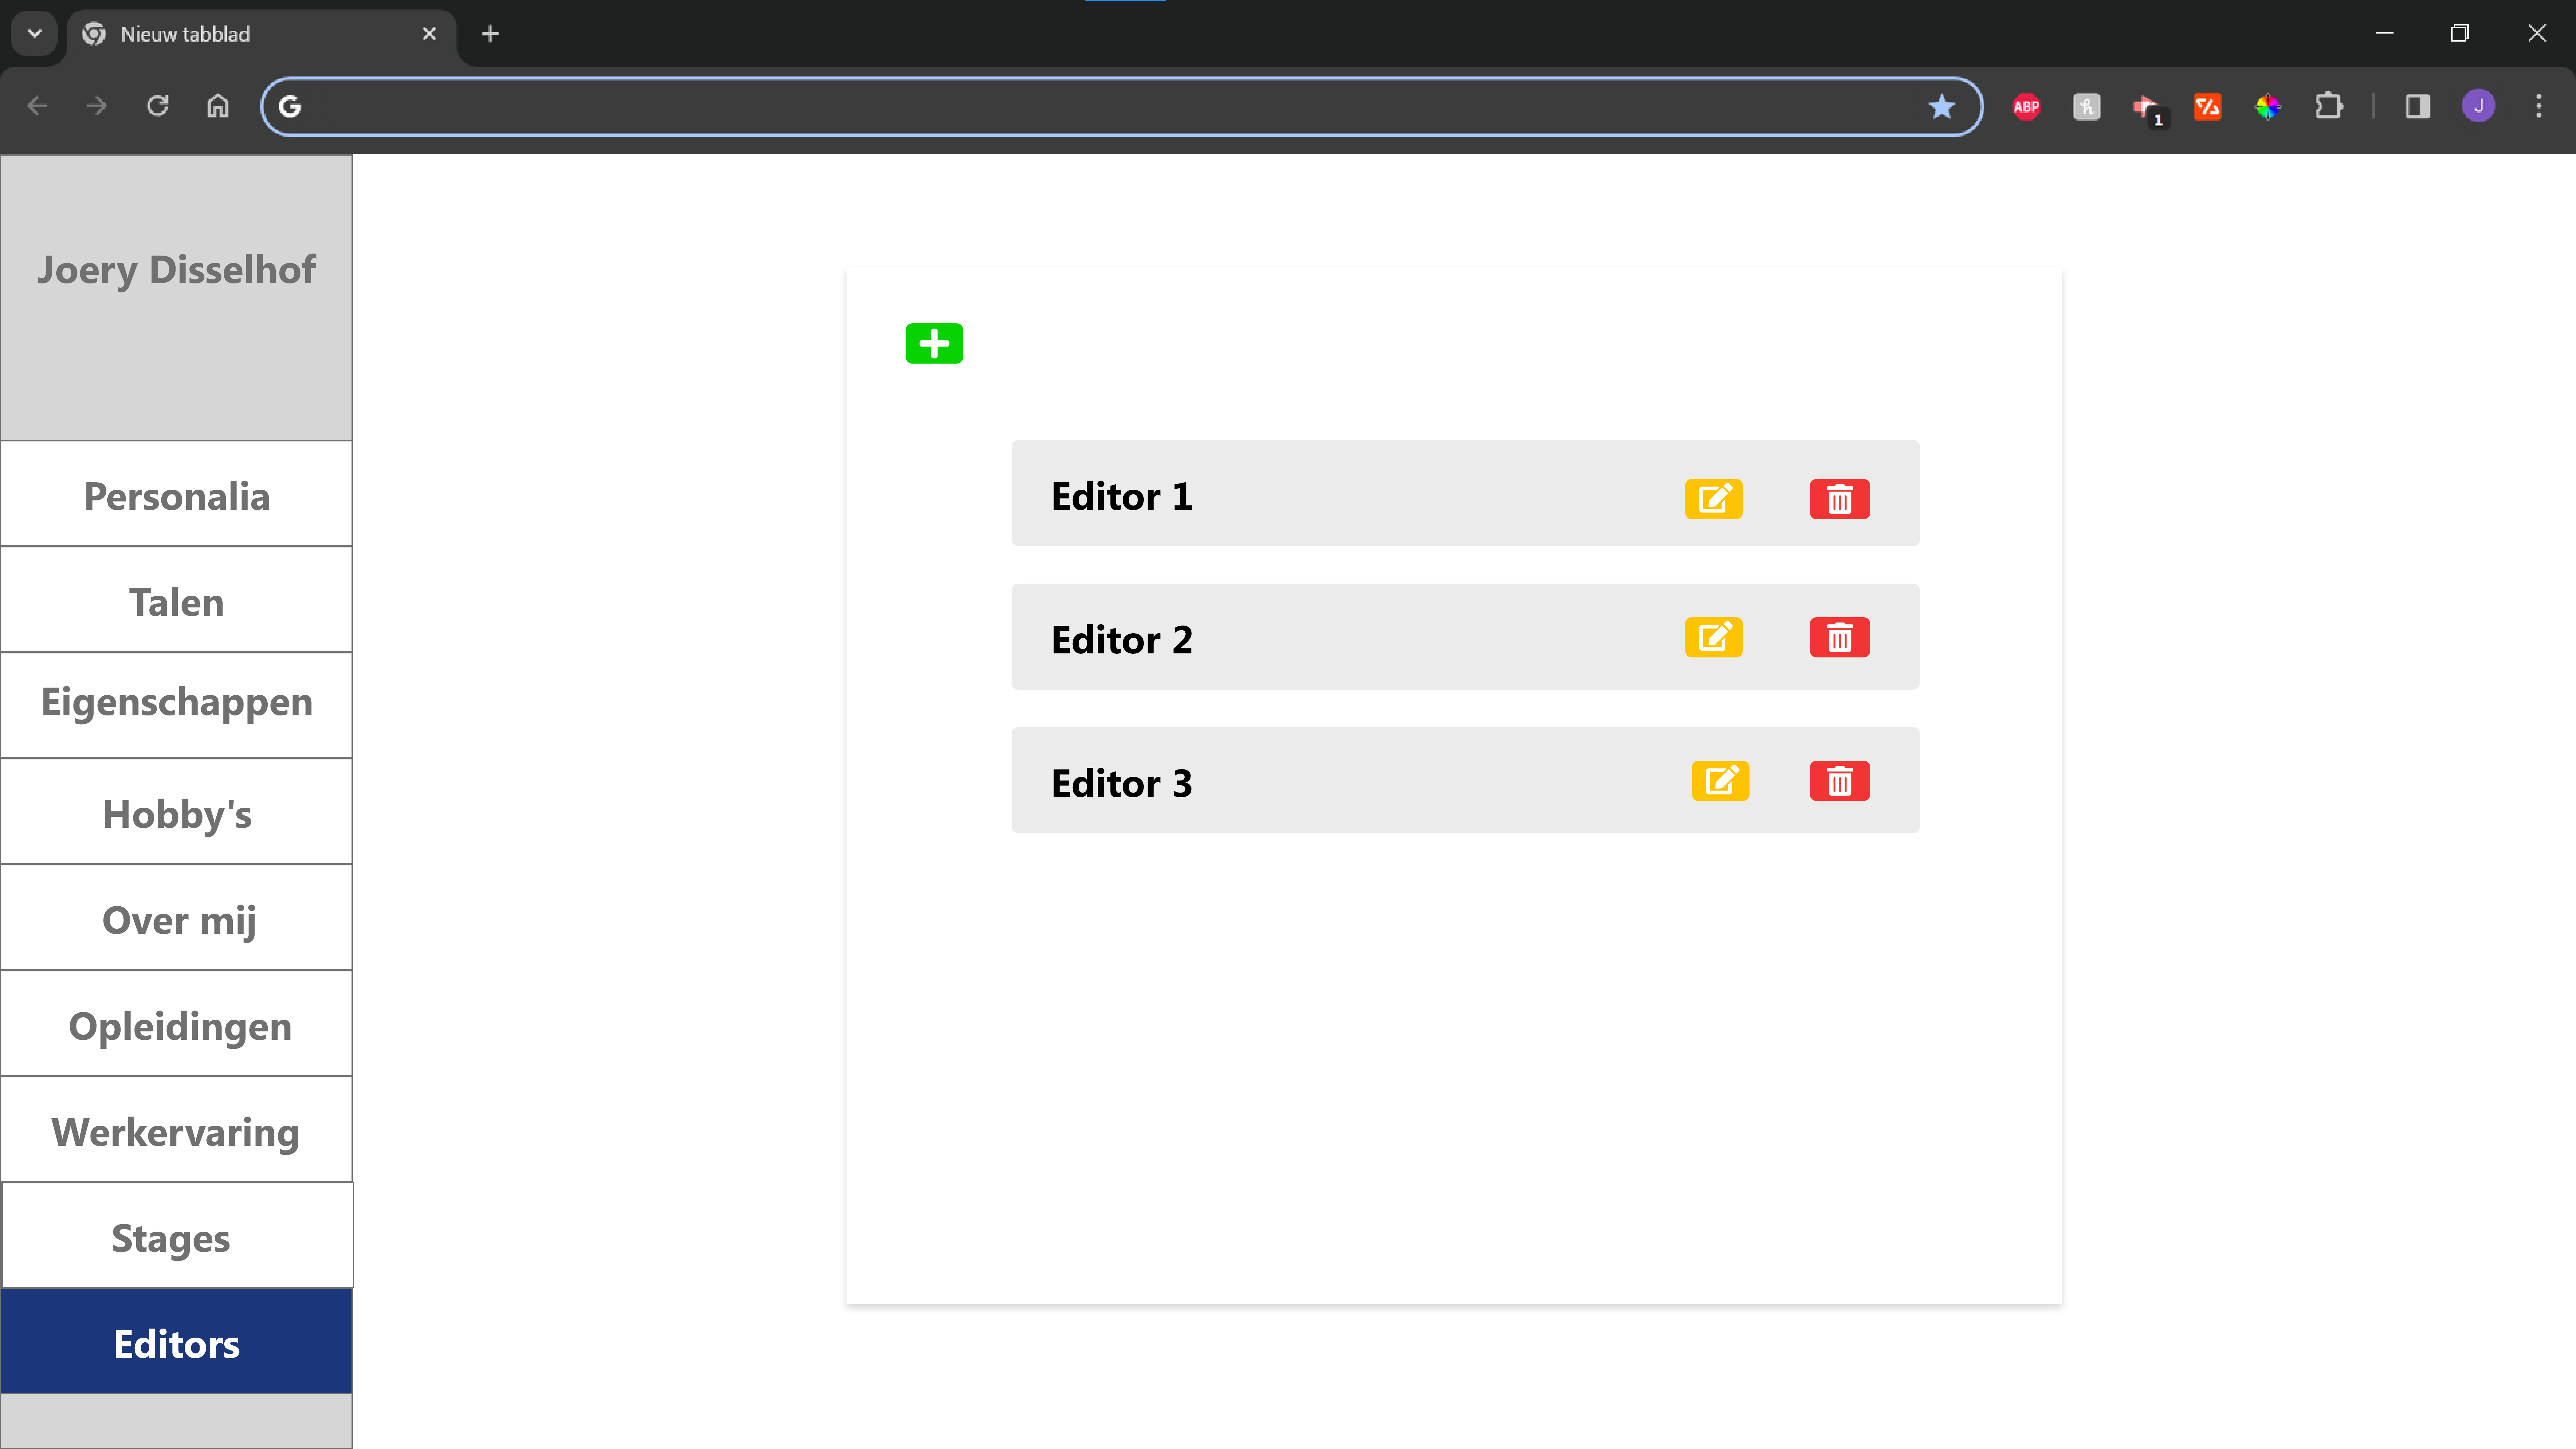 Nieuw tabblad
G
ABP
1
J
Joery Disselhof
Personalia
Talen
Eigenschappen
Hobby's
Over mij
Opleidingen
Werkervaring
Stages
Editors
Editor 1
Editor 2
Editor 3